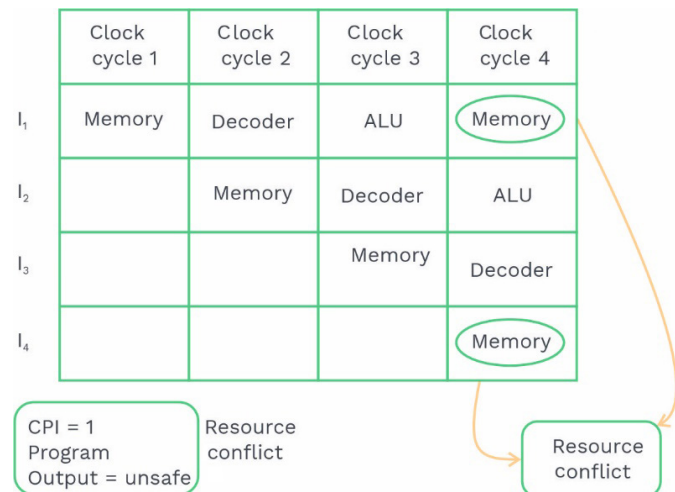 Clock cycle 1 Clock cycle 2 Clock cycle 3 Clock cycle 4
I₁ Memory Decoder ALU Memory
I₂ Memory Decoder ALU
I₃ Memory Decoder
I₄ Memory
CPI = 1
Program
Output = unsafe
Resource
conflict
Resource
conflict